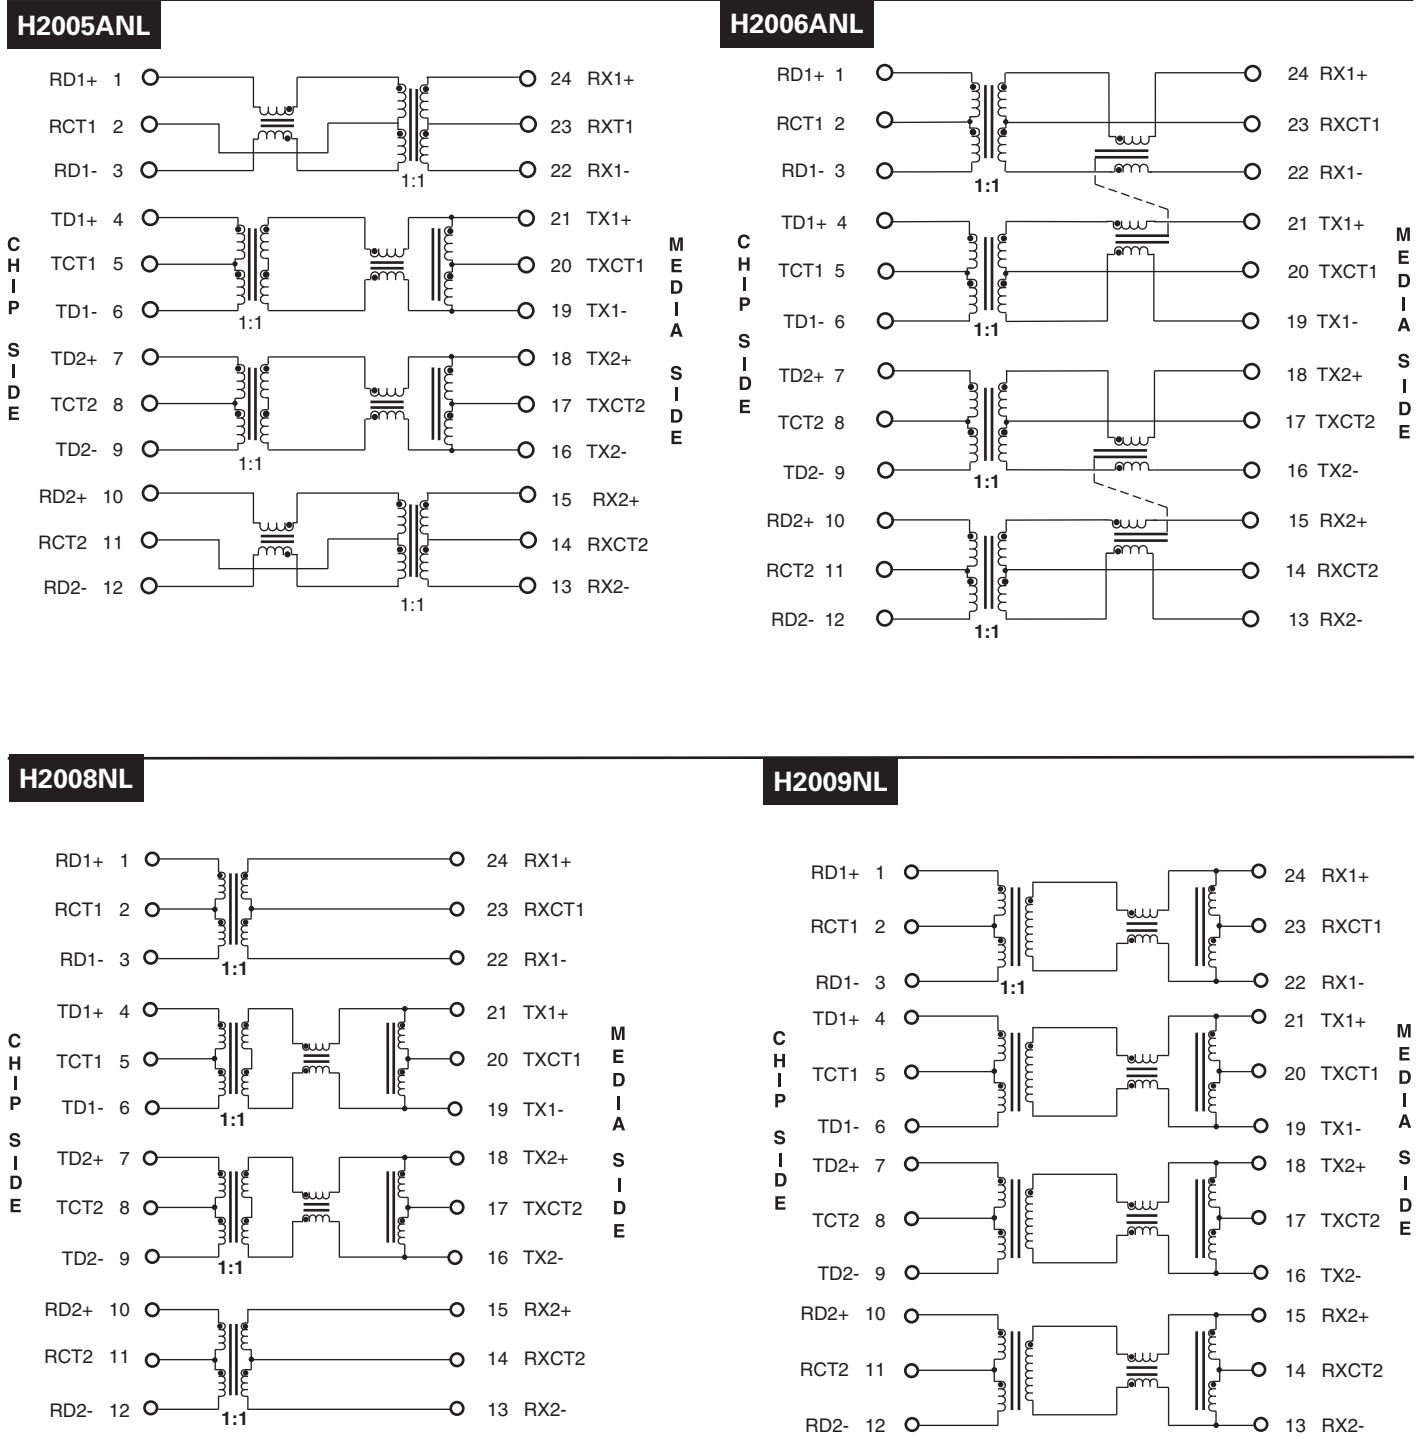 H2005ANL
RD1+ 1 24 RX1+
RCT1 2 23 RXT1
RD1- 3 22 RX1-
1:1
TD1+ 4 21 TX1+
TCT1 5 20 TXCT1
TD1- 6 19 TX1-
1:1
TD2+ 7 18 TX2+
TCT2 8 17 TXCT2
TD2- 9 16 TX2-
1:1
RD2+ 10 15 RX2+
RCT2 11 14 RXCT2
RD2- 12 13 RX2-
1:1
CHIP SIDE
MEDIA SIDE
H2006ANL
RD1+ 1 24 RX1+
RCT1 2 23 RXCT1
RD1- 3 22 RX1-
1:1
TD1+ 4 21 TX1+
TCT1 5 20 TXCT1
TD1- 6 19 TX1-
1:1
TD2+ 7 18 TX2+
TCT2 8 17 TXCT2
TD2- 9 16 TX2-
1:1
RD2+ 10 15 RX2+
RCT2 11 14 RXCT2
RD2- 12 13 RX2-
1:1
CHIP SIDE
MEDIA SIDE
H2008NL
RD1+ 1 24 RX1+
RCT1 2 23 RXCT1
RD1- 3 22 RX1-
1:1
TD1+ 4 21 TX1+
TCT1 5 20 TXCT1
TD1- 6 19 TX1-
1:1
TD2+ 7 18 TX2+
TCT2 8 17 TXCT2
TD2- 9 16 TX2-
1:1
RD2+ 10 15 RX2+
RCT2 11 14 RXCT2
RD2- 12 13 RX2-
1:1
CHIP SIDE
MEDIA SIDE
H2009NL
RD1+ 1 24 RX1+
RCT1 2 23 RXCT1
RD1- 3 22 RX1-
1:1
TD1+ 4 21 TX1+
TCT1 5 20 TXCT1
TD1- 6 19 TX1-
TD2+ 7 18 TX2+
TCT2 8 17 TXCT2
TD2- 9 16 TX2-
RD2+ 10 15 RX2+
RCT2 11 14 RXCT2
RD2- 12 13 RX2-
CHIP SIDE
MEDIA SIDE